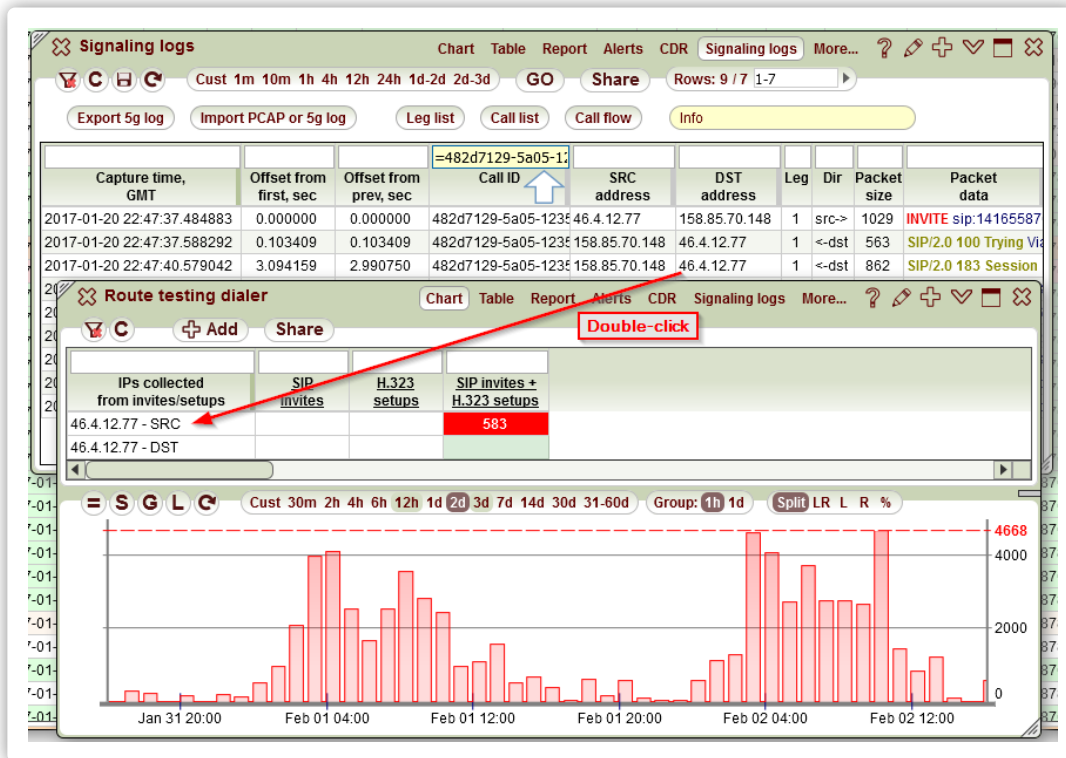 Signaling logs Chart Table Report Alerts CDR Signaling logs More... ?
C Cust 1m 10m 1h 4h 12h 24h 1d-2d 2d-3d GO Share Rows: 9 / 7 1-7
Export 5g log Import PCAP or 5g log Leg list Call list Call flow Info
=482d7129-5a05-12
Capture time, GMT Offset from first, sec Offset from prev, sec Call ID SRC address DST address Leg Dir Packet size Packet data
2017-01-20 22:47:37.484883 0.000000 0.000000 482d7129-5a05-1235 46.4.12.77 158.85.70.148 1 src-> 1029 INVITE sip:14165587
2017-01-20 22:47:37.588292 0.103409 0.103409 482d7129-5a05-1235 158.85.70.148 46.4.12.77 1 <-dst 563 SIP/2.0 100 Trying Via
2017-01-20 22:47:40.579042 3.094159 2.990750 482d7129-5a05-1235 158.85.70.148 46.4.12.77 1 <-dst 862 SIP/2.0 183 Session
Route testing dialer Chart Table Report Alerts CDR Signaling logs More... ?
C Add Share
Double-click
IPs collected from invites/setups SIP invites H.323 setups SIP invites + H.323 setups
46.4.12.77 - SRC 583
46.4.12.77 - DST
= S G L Cust 30m 2h 4h 6h 12h 1d 2d 3d 7d 14d 30d 31-60d Group: 1h 1d Split LR L R %
4668
4000
2000
0
Jan 31 20:00 Feb 01 04:00 Feb 01 12:00 Feb 01 20:00 Feb 02 04:00 Feb 02 12:00